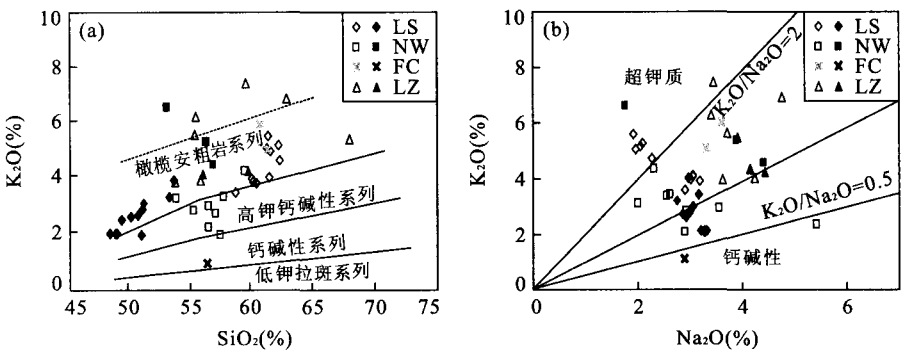 (a)
LS
NW
FC
LZ
橄榄安粗岩系列
高钾钙碱性系列
钙碱性系列
低钾拉斑系列
K₂O(%)
10
8
6
4
2
0
45
50
55
60
65
70
75
SiO₂(%)
(b)
LS
NW
FC
LZ
超钾质
K₂O/Na₂O=2
K₂O/Na₂O=0.5
钙碱性
K₂O(%)
10
8
6
4
2
0
0
2
4
6
Na₂O(%)